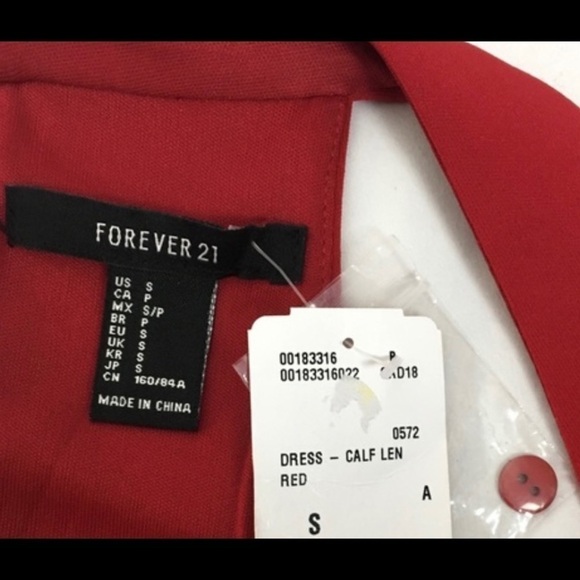 FOREVER 21
US S
CA P
MX S/P
BR P
EU S
UK S
KR S
JP S
CN 160/84A
MADE IN CHINA
00183316 P
00183316022
0572
DRESS – CALF LEN
RED
A
S